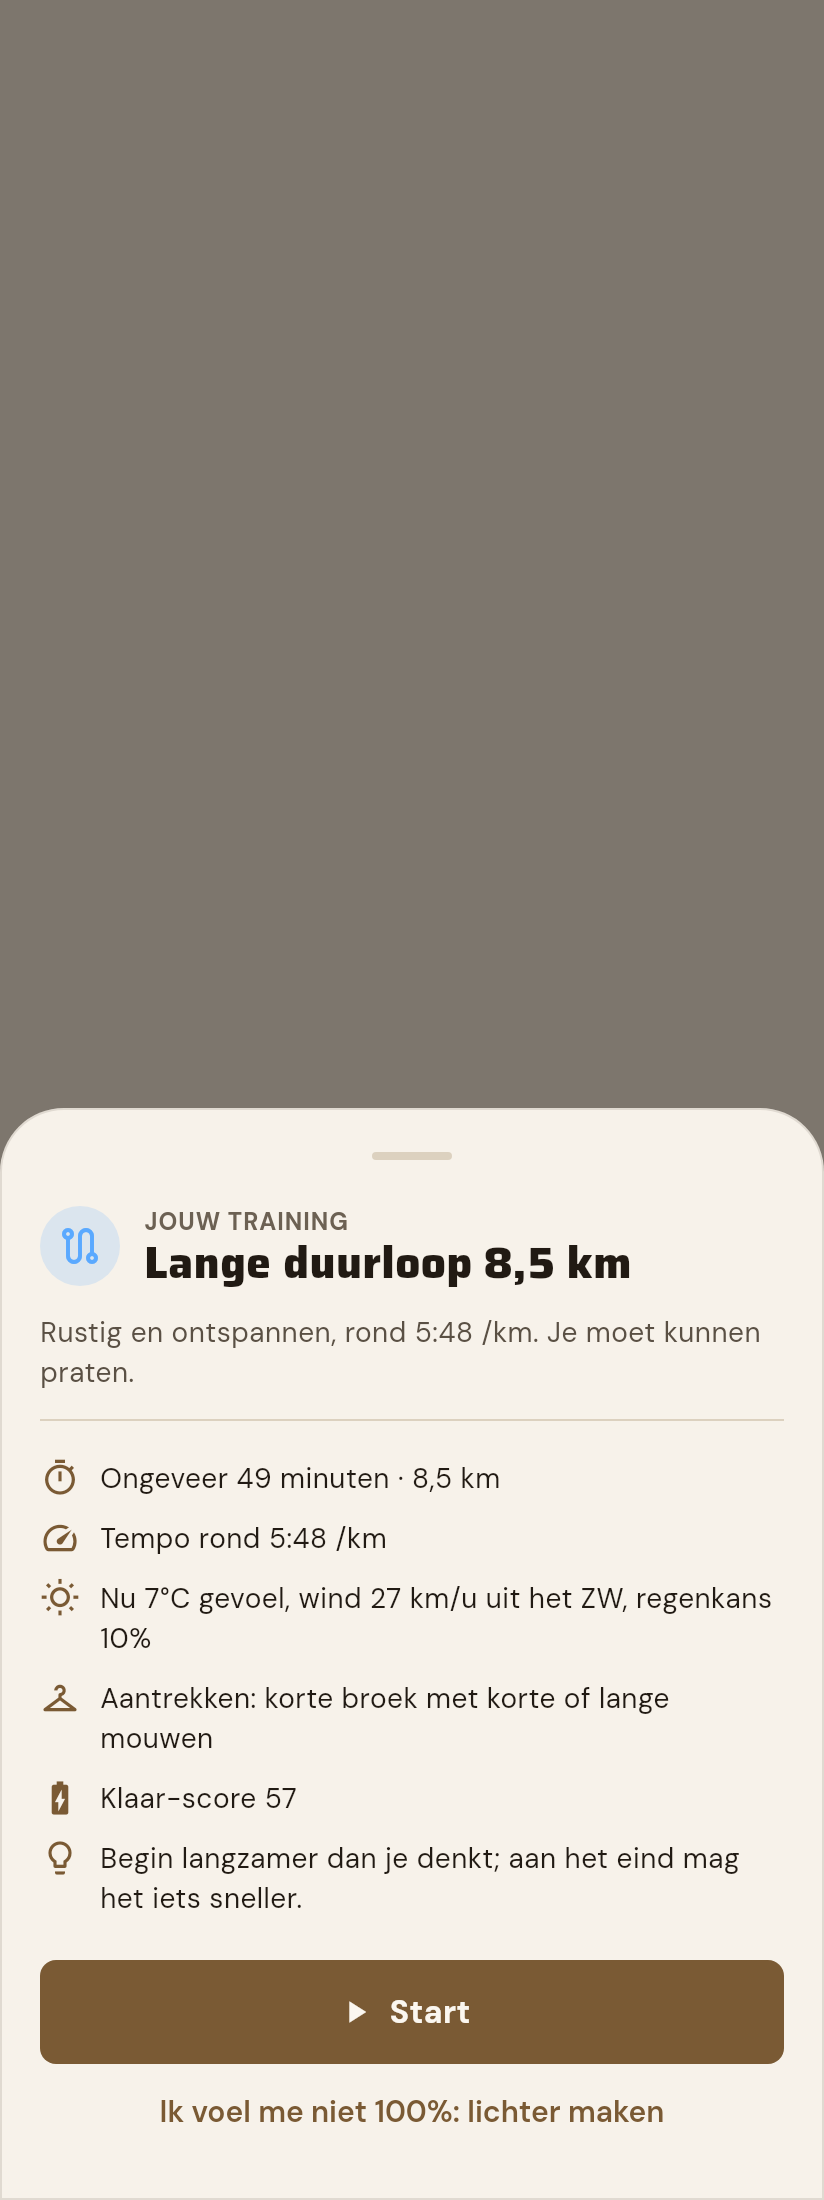 JOUW TRAINING
Lange duurloop 8,5 km
Rustig en ontspannen, rond 5:48 /km. Je moet kunnen
praten.
Ongeveer 49 minuten · 8,5 km
Tempo rond 5:48 /km
Nu 7°C gevoel, wind 27 km/u uit het ZW, regenkans
10%
Aantrekken: korte broek met korte of lange
mouwen
Klaar-score 57
Begin langzamer dan je denkt; aan het eind mag
het iets sneller.
Start
Ik voel me niet 100%: lichter maken